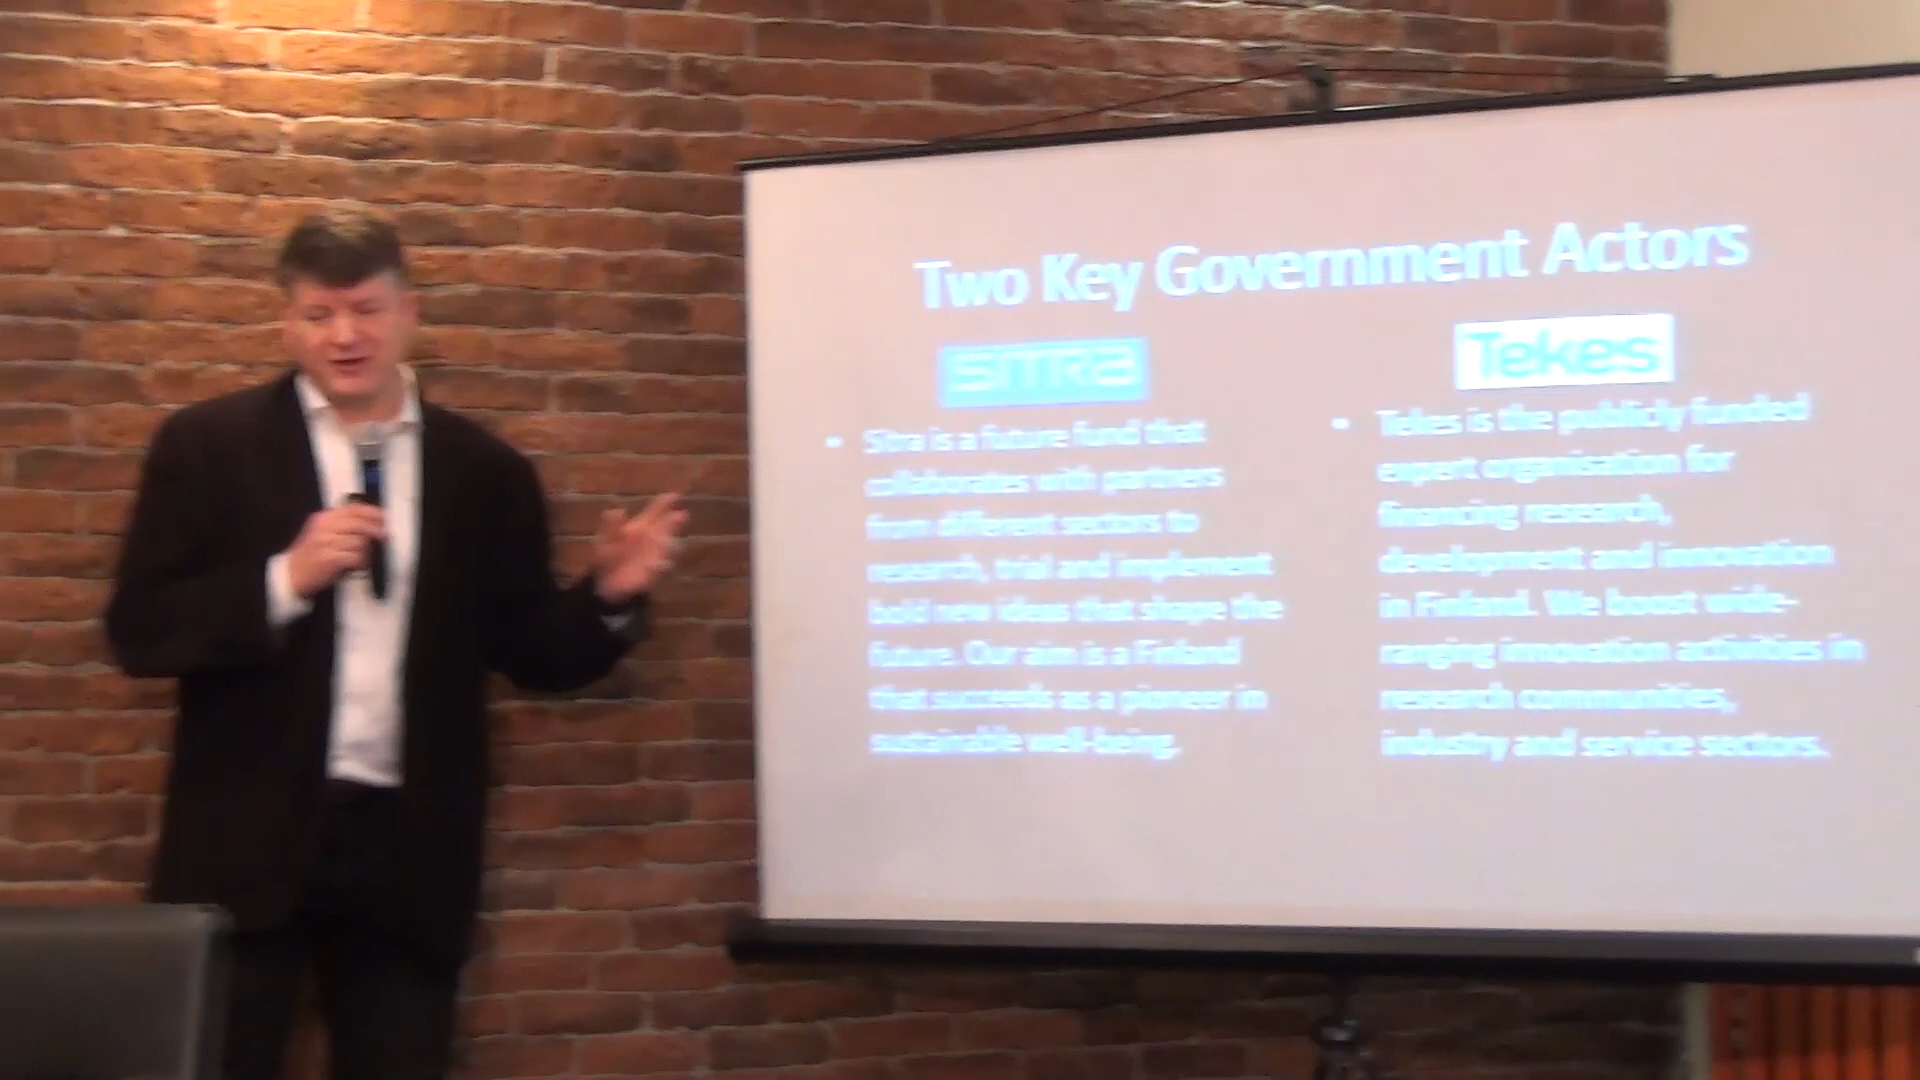 Two Key Government Actors
SITRA
• Sitra is a future fund that
collaborates with partners
from different sectors to
research, trial and implement
bold new ideas that shape the
future. Our aim is a Finland
that succeeds as a pioneer in
sustainable well-being.
Tekes
• Tekes is the publicly funded
expert organisation for
financing research,
development and innovation
in Finland. We boost wide-
ranging innovation activities in
research communities,
industry and service sectors.